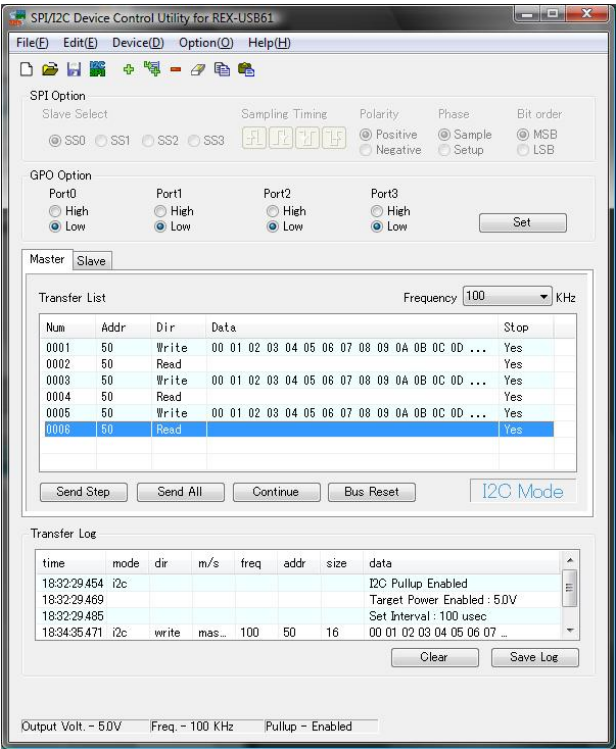 SPI/I2C Device Control Utility for REX-USB61
File(F) Edit(E) Device(D) Option(O) Help(H)
SPI Option
Slave Select Sampling Timing Polarity Phase Bit order
SS0 SS1 SS2 SS3 Positive Sample MSB
Negative Setup LSB
GPO Option
Port0 Port1 Port2 Port3
High High High High
Low Low Low Low Set
Master Slave
Transfer List Frequency 100 KHz
Num Addr Dir Data Stop
0001 50 Write 00 01 02 03 04 05 06 07 08 09 0A 0B 0C 0D ... Yes
0002 50 Read Yes
0003 50 Write 00 01 02 03 04 05 06 07 08 09 0A 0B 0C 0D ... Yes
0004 50 Read Yes
0005 50 Write 00 01 02 03 04 05 06 07 08 09 0A 0B 0C 0D ... Yes
0006 50 Read Yes
Send Step Send All Continue Bus Reset I2C Mode
Transfer Log
time mode dir m/s freq addr size data
18:32:29.454 i2c I2C Pullup Enabled
18:32:29.469 Target Power Enabled : 5.0V
18:32:29.485 Set Interval : 100 usec
18:34:35.471 i2c write mas... 100 50 16 00 01 02 03 04 05 06 07 ...
Clear Save Log
Output Volt. - 5.0V Freq. - 100 KHz Pullup - Enabled